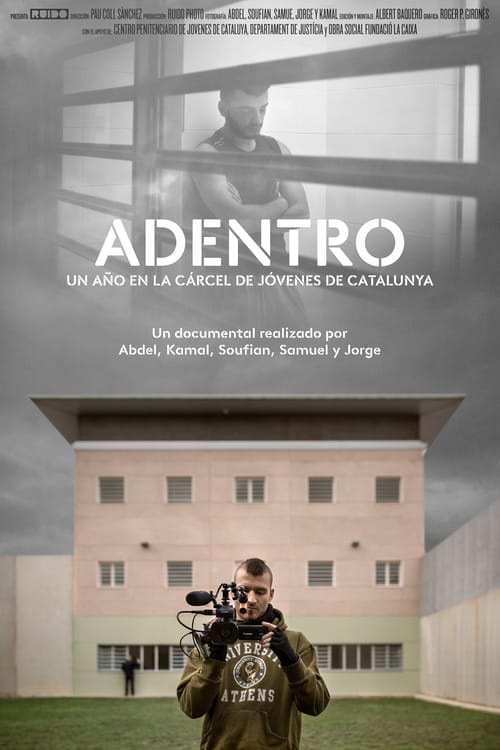 PRESENTA RUIDO DIRECCIÓN: PAU COLL SÁNCHEZ PRODUCCIÓN: RUIDO PHOTO FOTOGRAFÍA: ABDEL, SOUFIAN, SAMUE, JORGE Y KAMAL EDICIÓN Y MONTAJE: ALBERT BAQUERO GRÁFICA: ROGER P. GIRONÈS
CON EL APOYO DE: CENTRO PENITENCIARIO DE JOVENES DE CATALUYA, DEPARTAMENT DE JUSTÍCIA y OBRA SOCIAL FUNDACIÓ LA CAIXA
ADENTRO
UN AÑO EN LA CÁRCEL DE JÓVENES DE CATALUNYA
Un documental realizado por
Abdel, Kamal, Soufian, Samuel y Jorge
UNIVERSITY
ATHENS